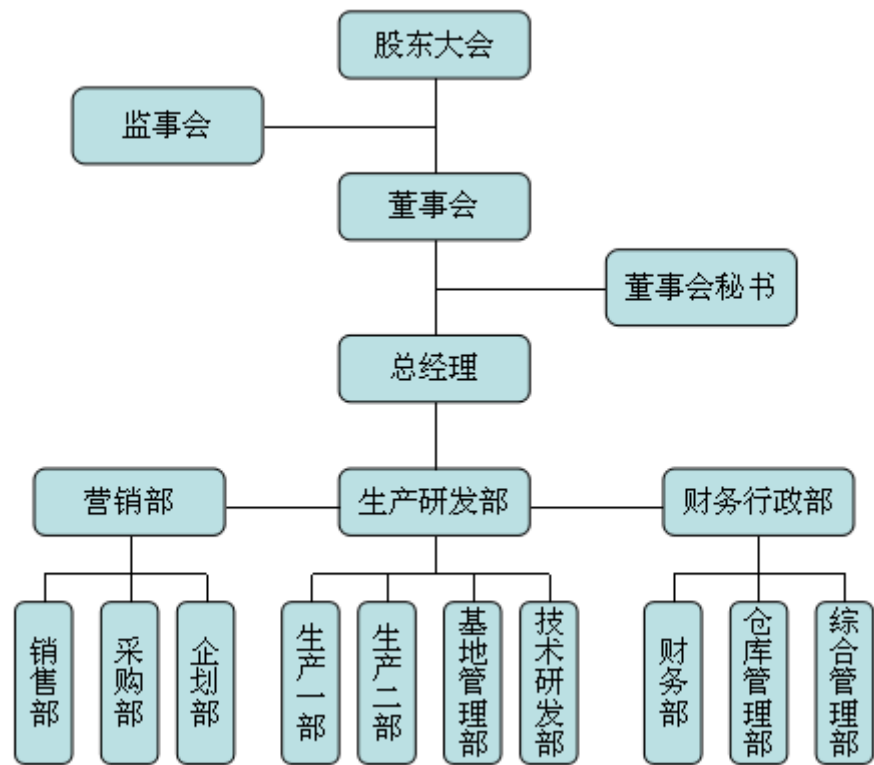 股东大会
监事会
董事会
董事会秘书
总经理
营销部
生产研发部
财务行政部
销售部
采购部
企划部
生产一部
生产二部
基地管理部
技术研发部
财务部
仓库管理部
综合管理部